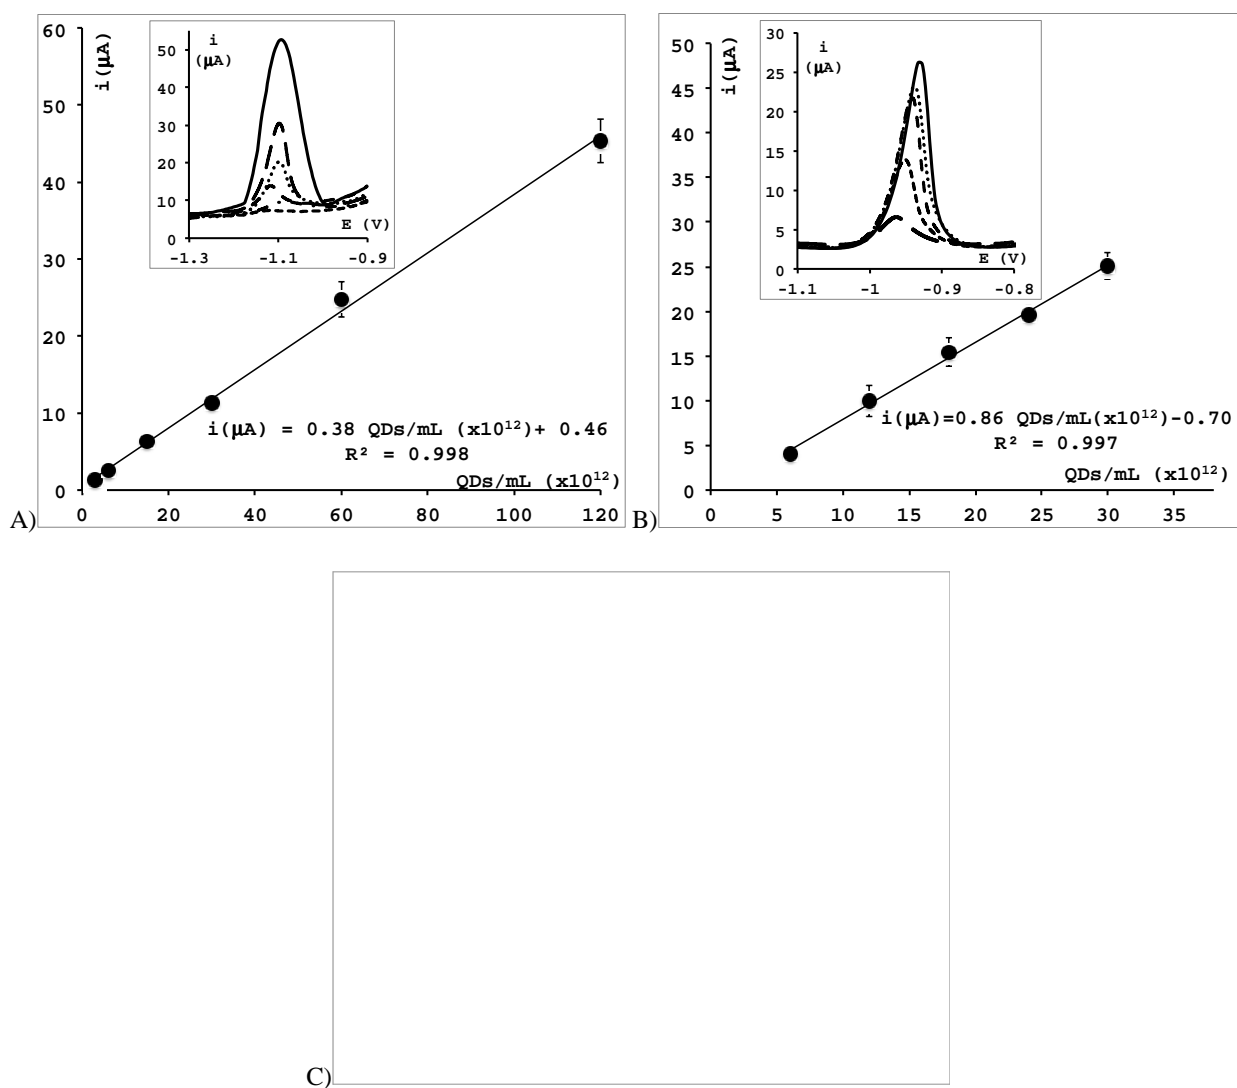 60
50
40
30
20
10
0
i(µA)
0 20 40 60 80 100 120
i(µA) = 0.38 QDs/mL (x10¹²)+ 0.46
R² = 0.998
QDs/mL (x10¹²)
i
(µA)
50
40
30
20
10
0
E (V)
-1.3 -1.1 -0.9
A)
50
45
40
35
30
25
20
15
10
5
0
i(µA)
0 5 10 15 20 25 30 35
i(µA)=0.86 QDs/mL(x10¹²)-0.70
R² = 0.997
QDs/mL (x10¹²)
i
(µA)
30
25
20
15
10
5
0
E (V)
-1.1 -1 -0.9 -0.8
B)
C)